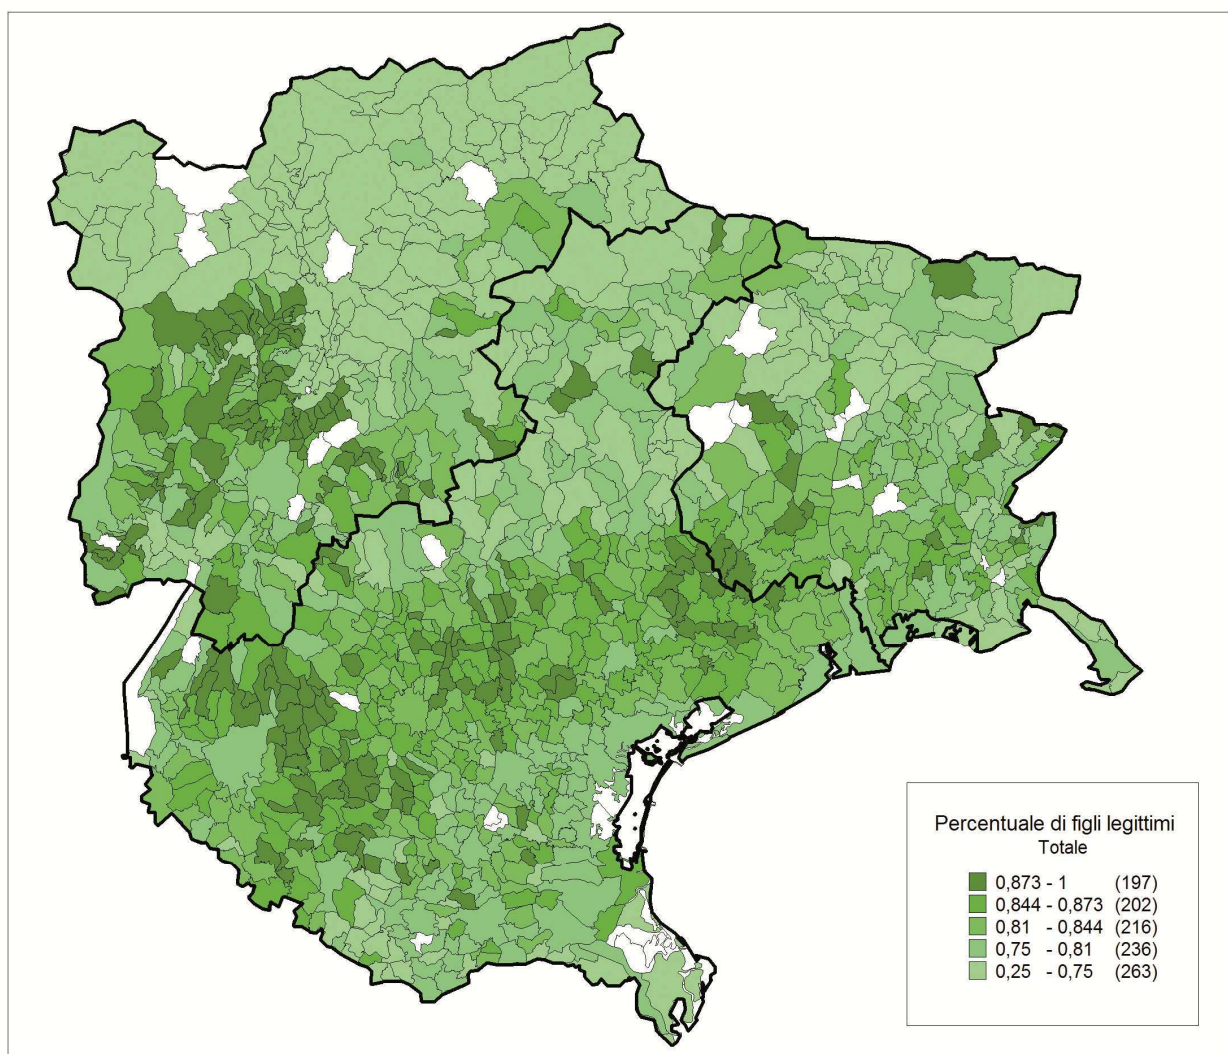 Percentuale di figli legittimi
Totale
0,873 - 1 (197)
0,844 - 0,873 (202)
0,81 - 0,844 (216)
0,75 - 0,81 (236)
0,25 - 0,75 (263)